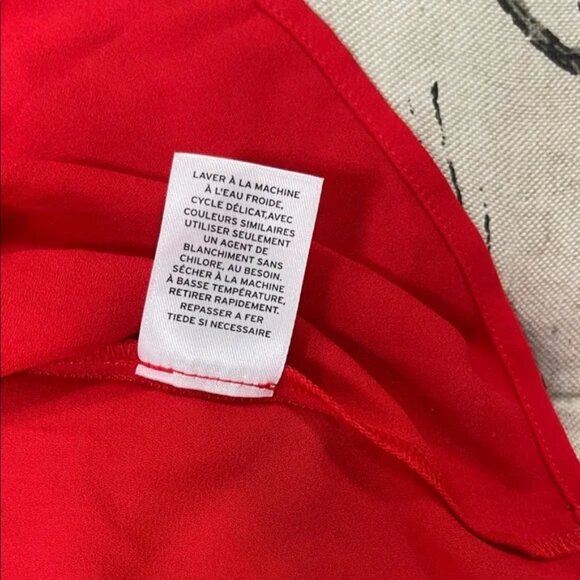 LAVER À LA MACHINE
À L'EAU FROIDE,
CYCLE DÉLICAT,AVEC
COULEURS SIMILAIRES
UTILISER SEULEMENT
UN AGENT DE
BLANCHIMENT SANS
CHILORE, AU BESOIN.
SÉCHER À LA MACHINE
À BASSE TEMPÉRATURE,
RETIRER RAPIDEMENT.
REPASSER A FER
TIEDE SI NECESSAIRE